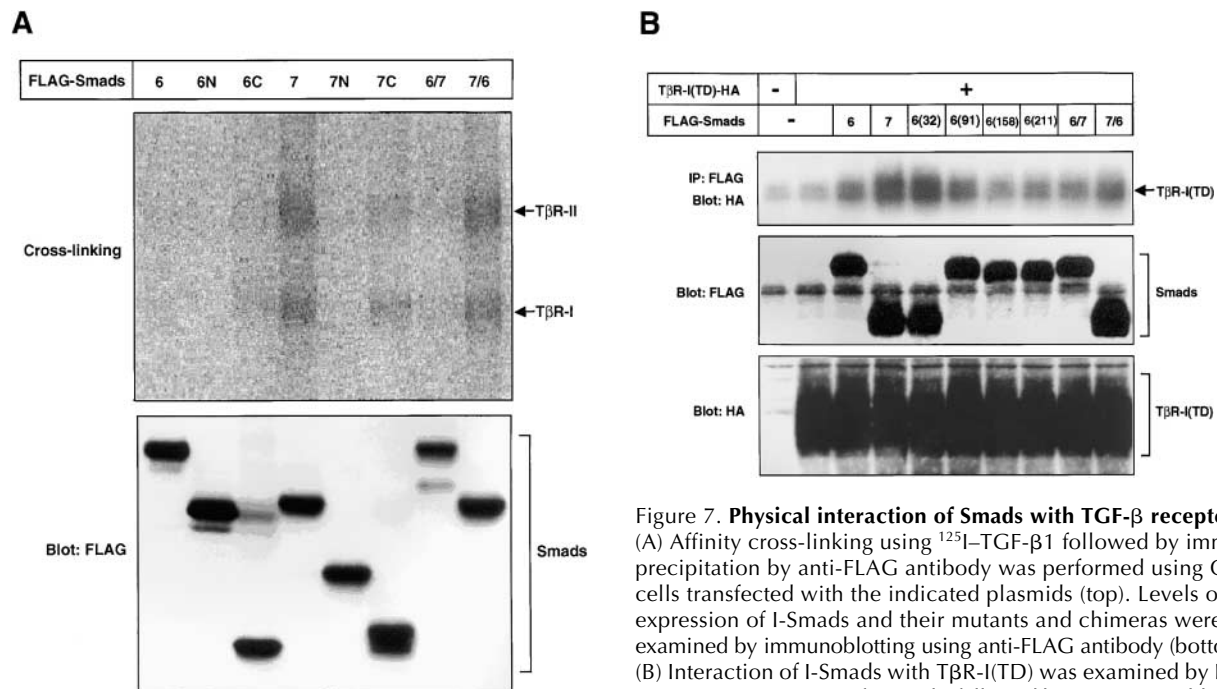 A
FLAG-Smads 6 6N 6C 7 7N 7C 6/7 7/6
Cross-linking
TβR-II
TβR-I
Blot: FLAG
Smads
B
TβR-I(TD)-HA - +
FLAG-Smads - 6 7 6(32) 6(91) 6(158) 6(211) 6/7 7/6
IP: FLAG
Blot: HA
TβR-I(TD)
Blot: FLAG
Smads
Blot: HA
TβR-I(TD)
Figure 7. Physical interaction of Smads with TGF-β recepto
(A) Affinity cross-linking using ¹²⁵I–TGF-β1 followed by imm
precipitation by anti-FLAG antibody was performed using C
cells transfected with the indicated plasmids (top). Levels o
expression of I-Smads and their mutants and chimeras were
examined by immunoblotting using anti-FLAG antibody (botto
(B) Interaction of I-Smads with TβR-I(TD) was examined by I